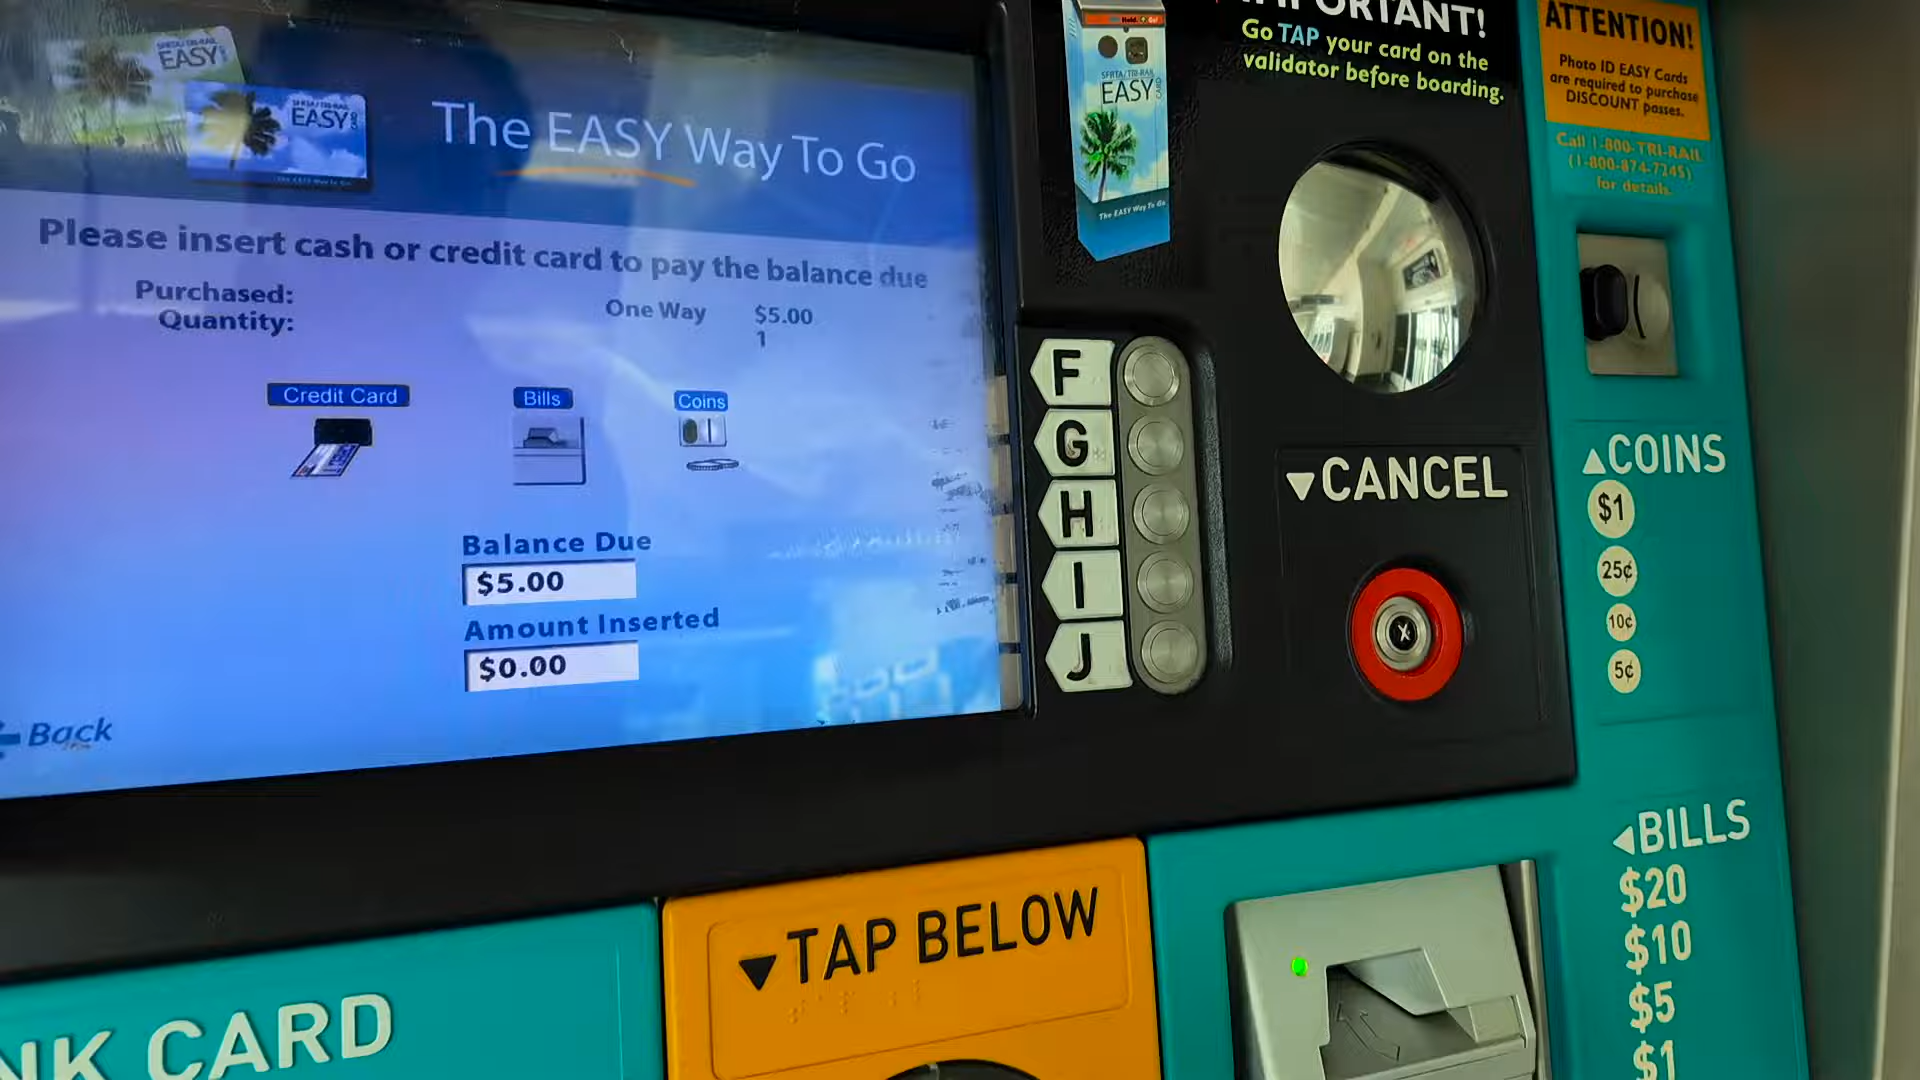 EASY
SFRTA/TRI-RAIL
EASY
CARD
The EASY Way To Go
Please insert cash or credit card to pay the balance due
Purchased: One Way $5.00
Quantity: 1
Credit Card
Bills
Coins
Balance Due
$5.00
Amount Inserted
$0.00
Back
SFRTA/TRI-RAIL
EASY
CARD
The EASY Way To Go
IMPORTANT!
Go TAP your card on the
validator before boarding.
ATTENTION!
Photo ID EASY Cards
are required to purchase
DISCOUNT passes.
Call 1-800-TRI-RAIL
(1-800-874-7245)
for details.
F
G
H
I
J
CANCEL
X
COINS
$1
25¢
10¢
5¢
BILLS
$20
$10
$5
$1
TAP BELOW
NK CARD